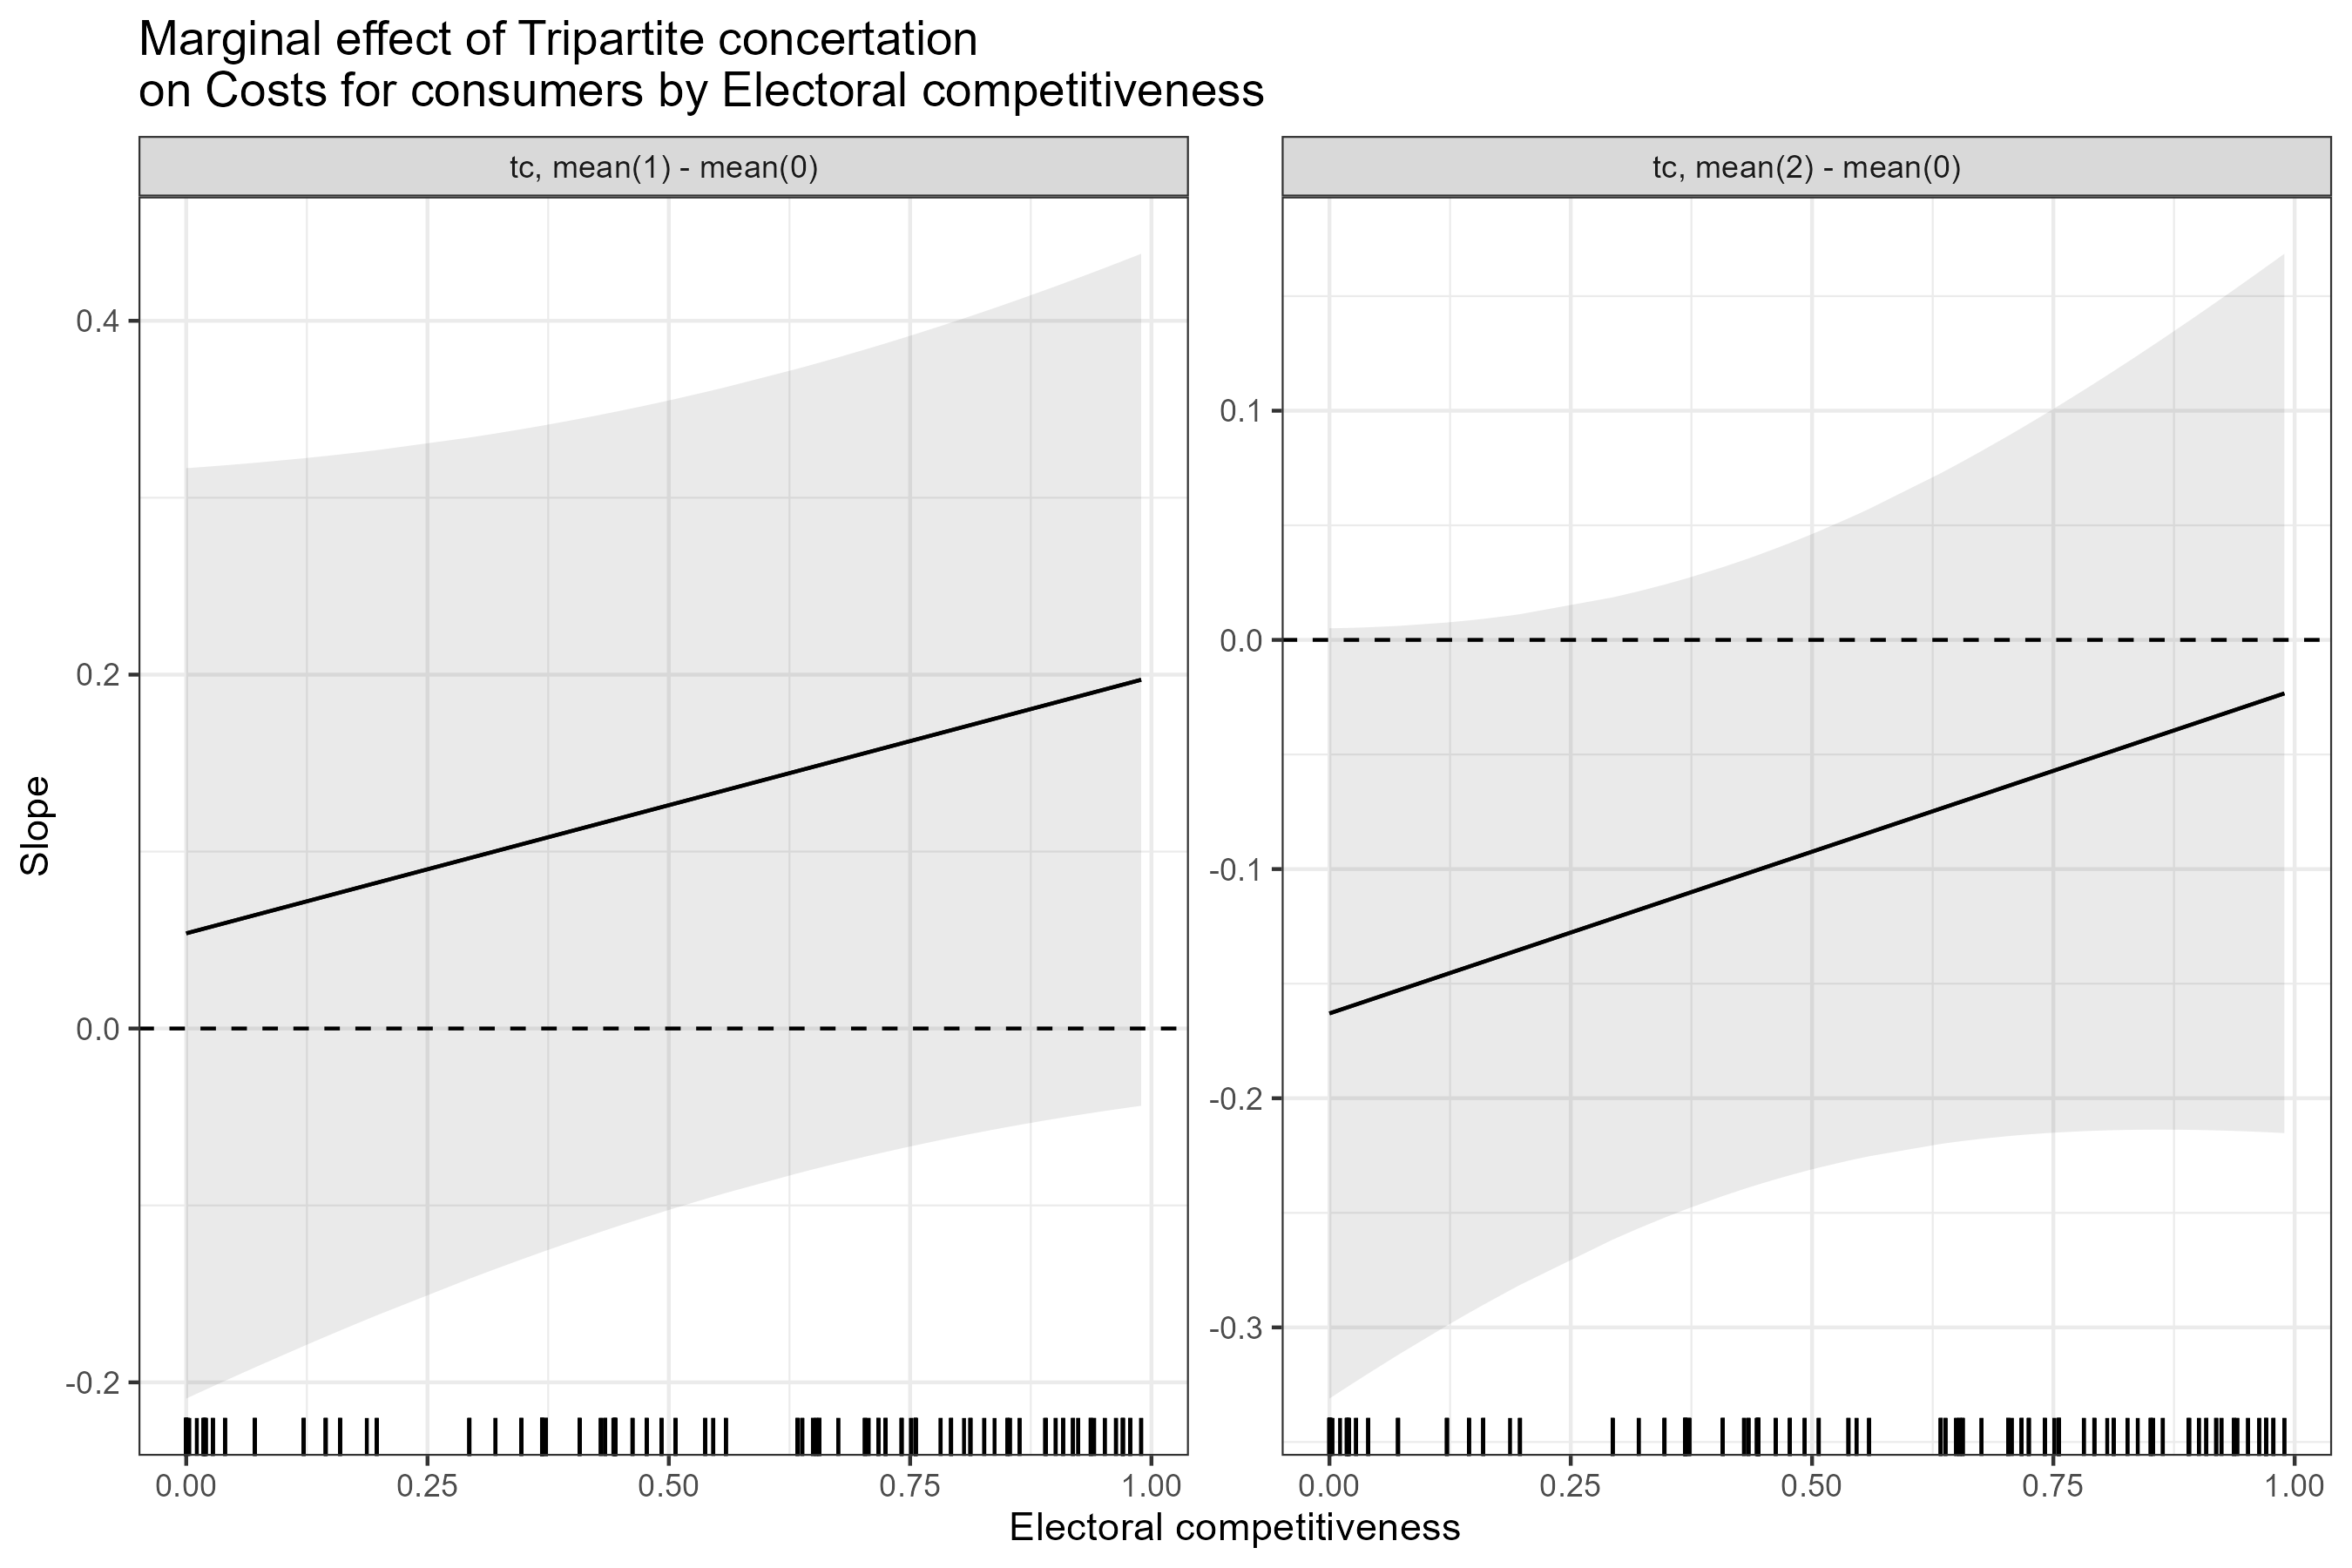 Marginal effect of Tripartite concertation
on Costs for consumers by Electoral competitiveness
tc, mean(1) - mean(0)
tc, mean(2) - mean(0)
Slope
0.4
0.2
0.0
-0.2
0.1
0.0
-0.1
-0.2
-0.3
0.00 0.25 0.50 0.75 1.00
0.00 0.25 0.50 0.75 1.00
Electoral competitiveness